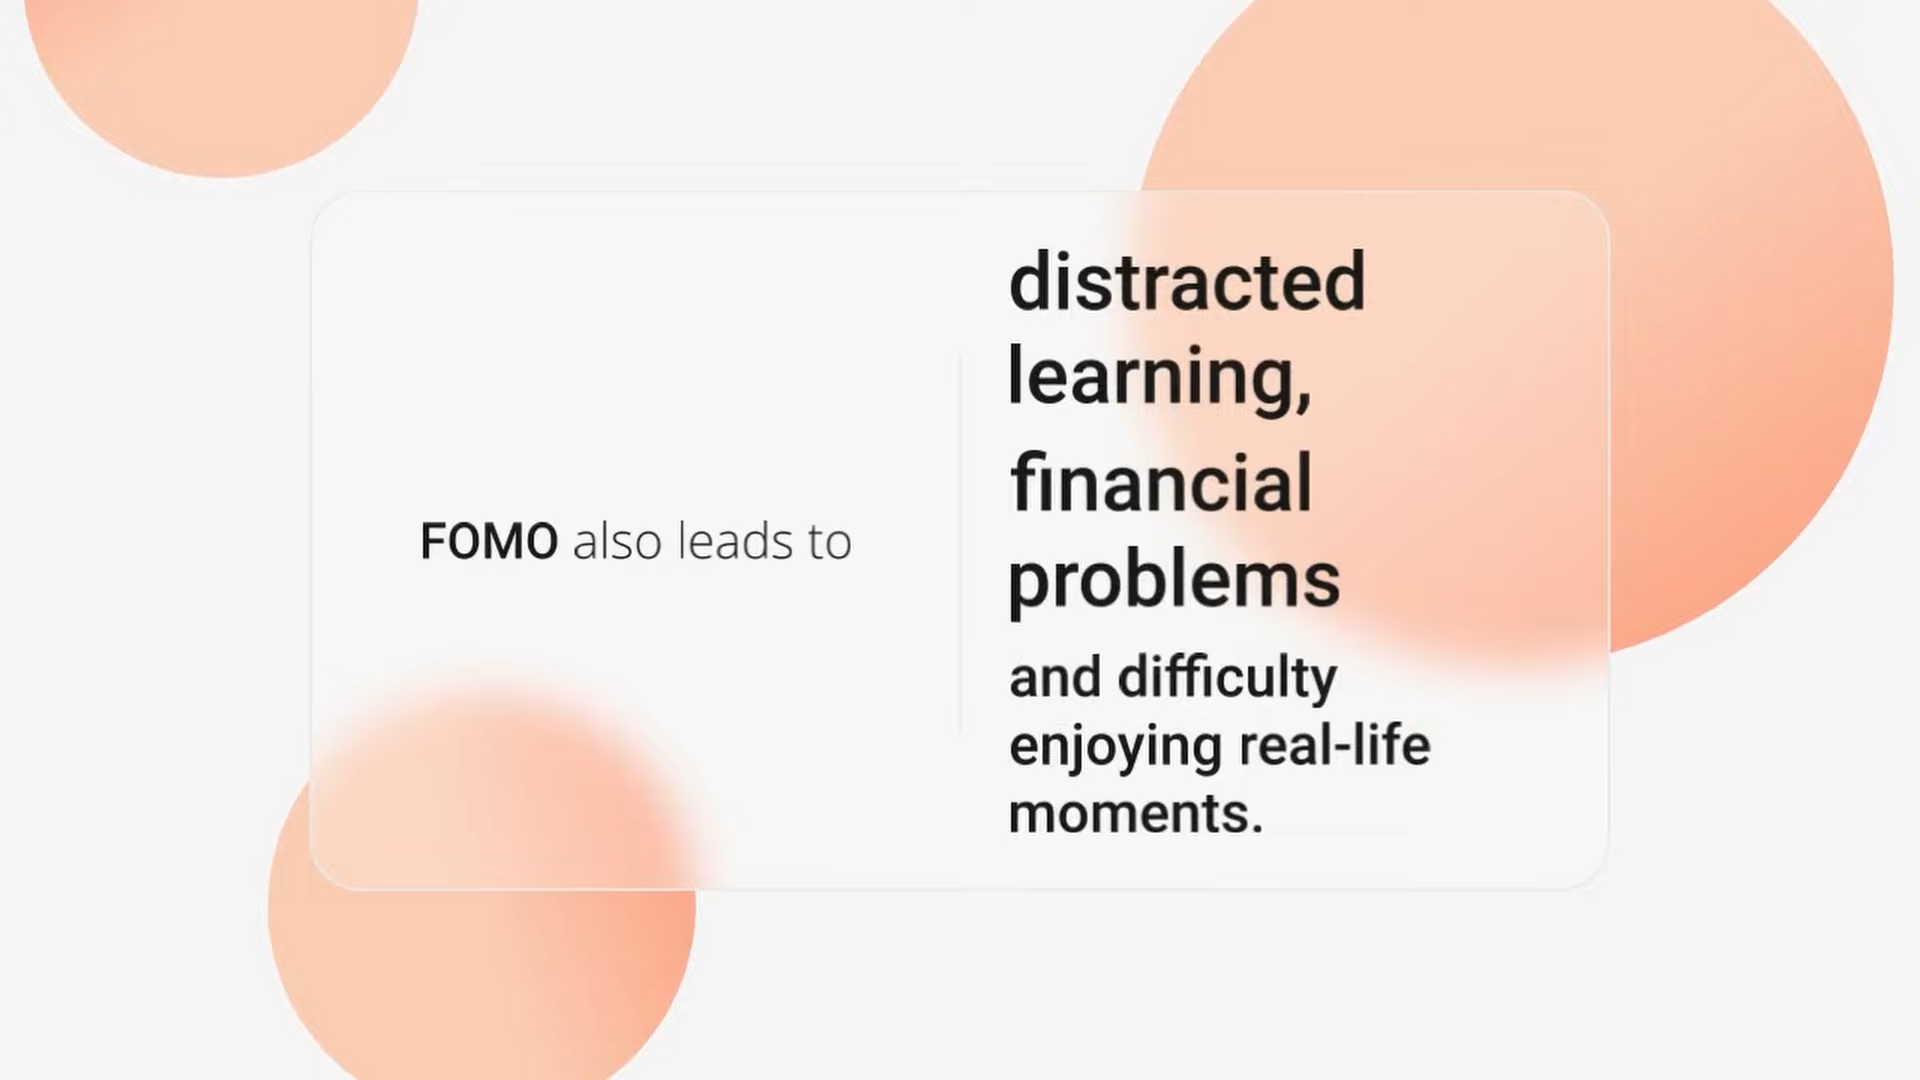 FOMO also leads to
distracted
learning,
financial
problems
and difficulty
enjoying real-life
moments.